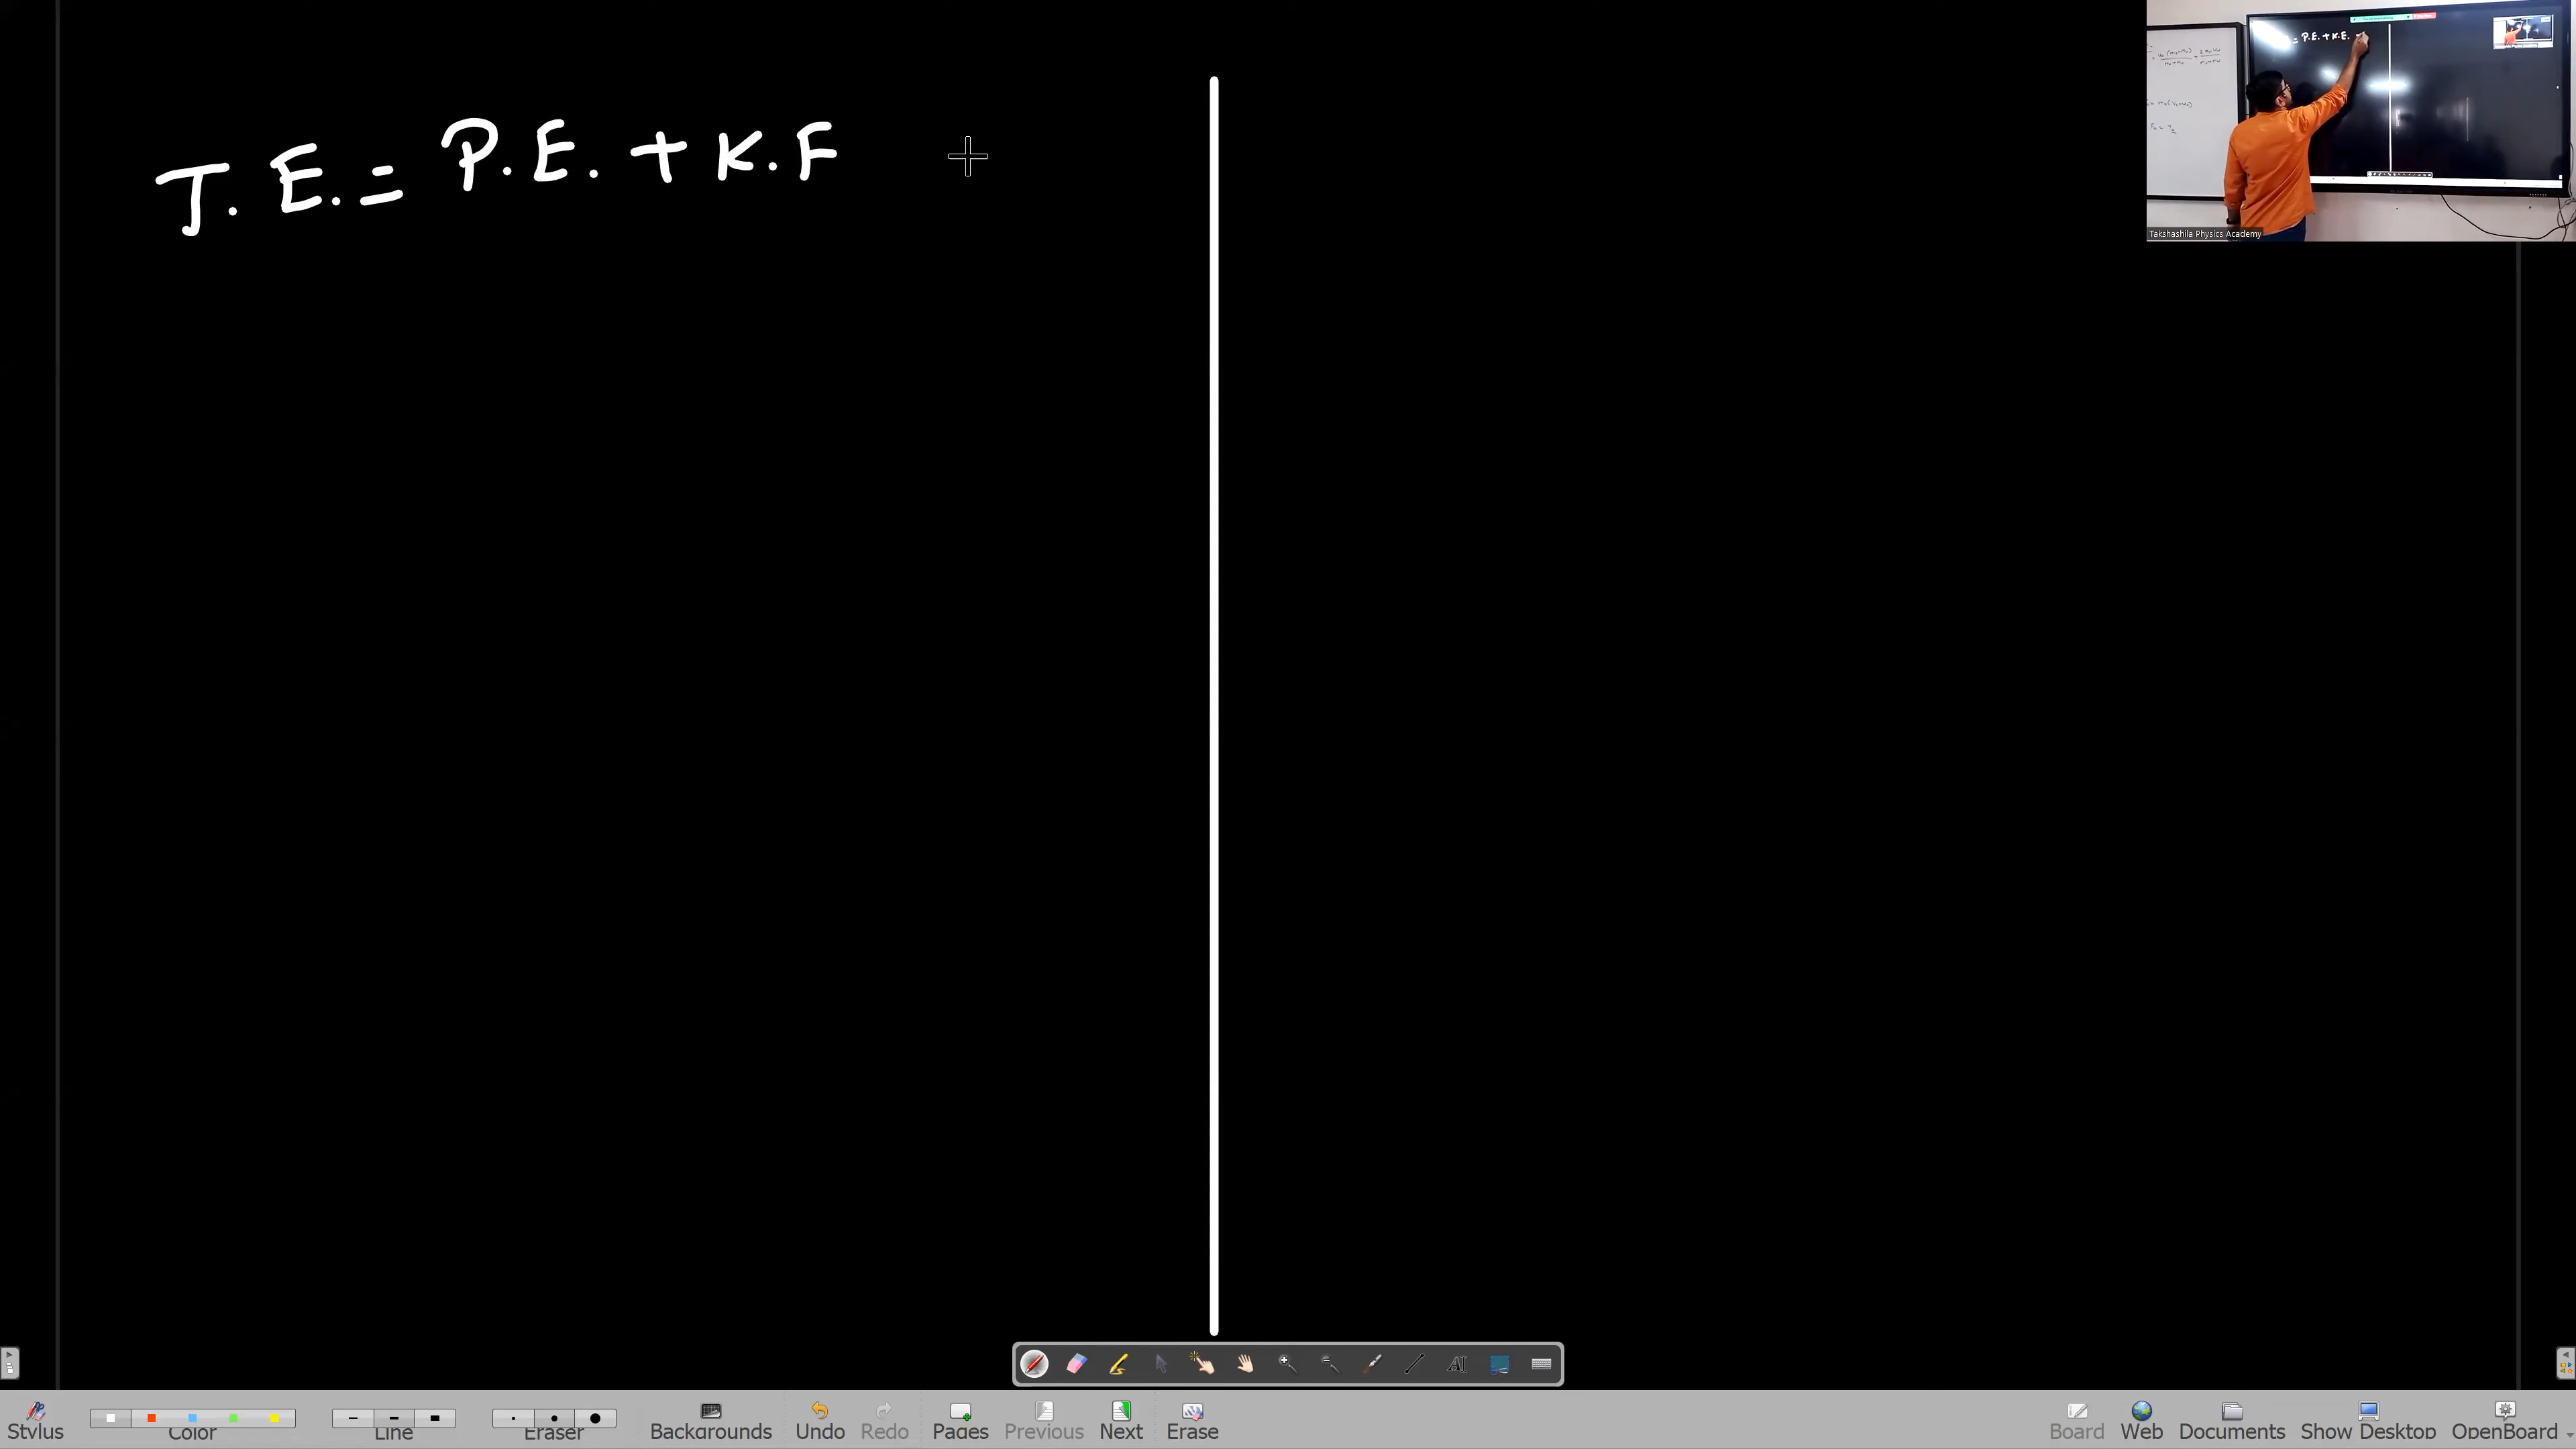 T. E. = P.E. + K.F
= P.E. + K.E.
Takshashila Physics Academy
Stylus
Color
Line
Eraser
Backgrounds
Undo
Redo
Pages
Previous
Next
Erase
Board
Web
Documents
Show Desktop
OpenBoard